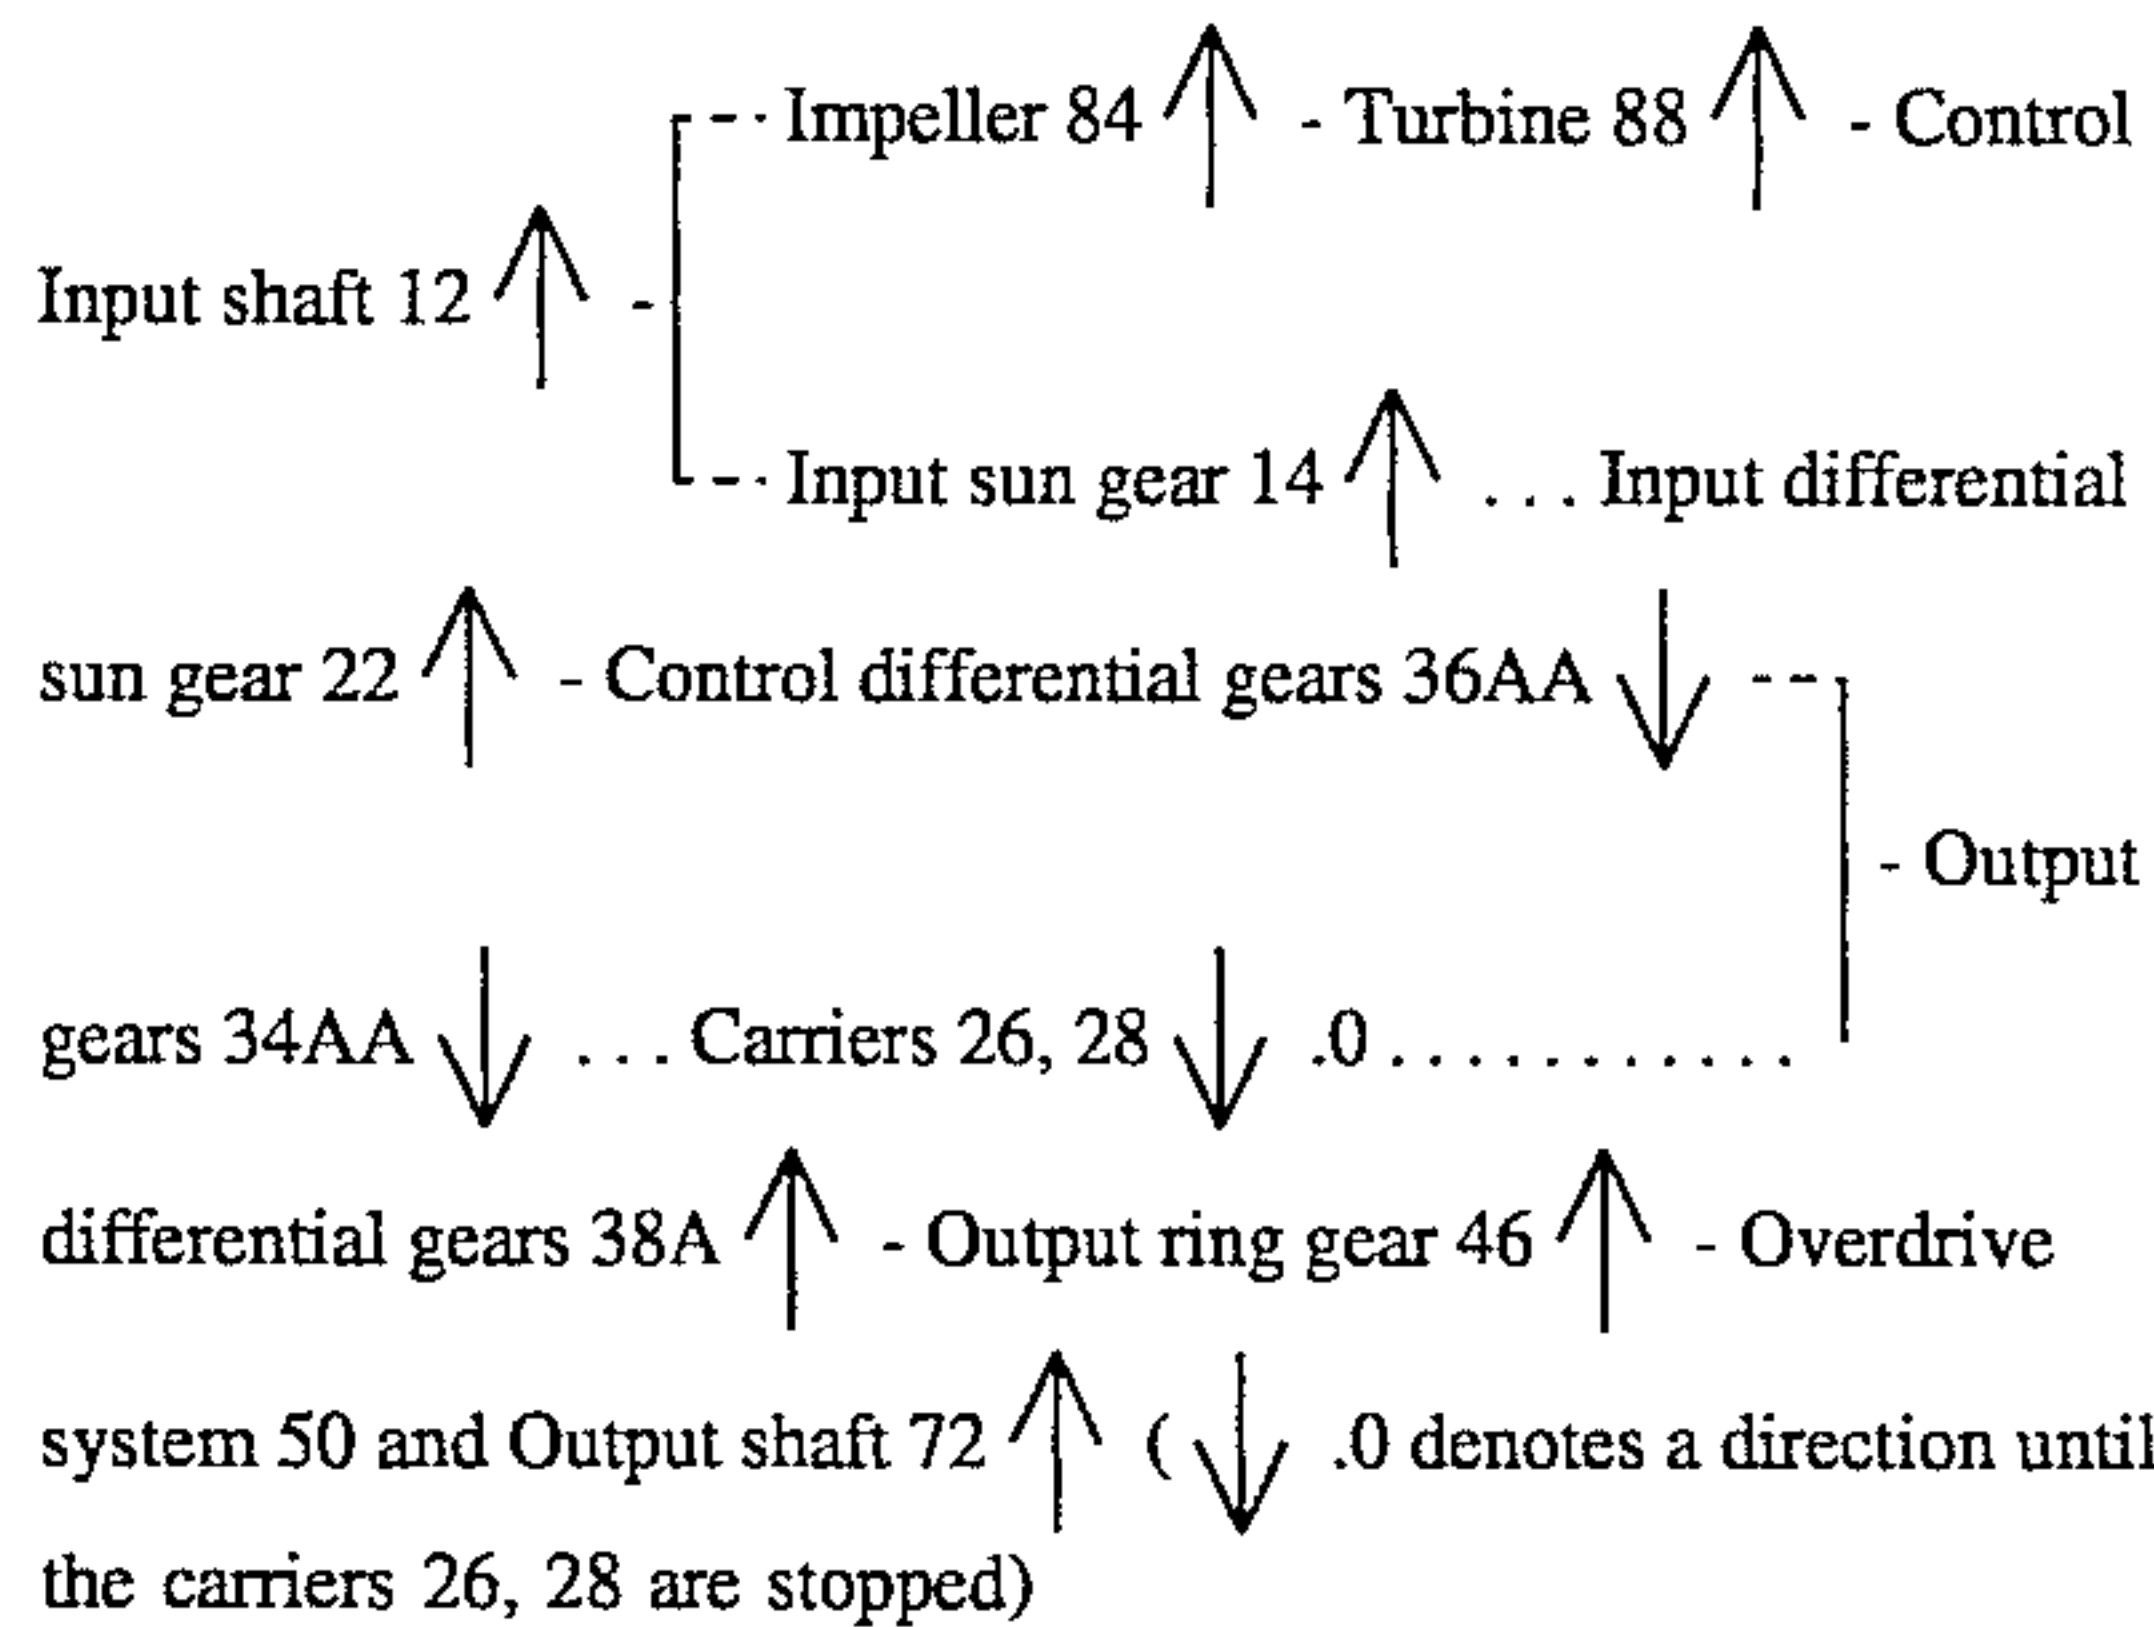 Impeller 84 ↑ - Turbine 88 ↑ - Control
Input shaft 12 ↑ -
Input sun gear 14 ↑ ... Input differential
sun gear 22 ↑ - Control differential gears 36AA ↓
- Output
gears 34AA ↓ ... Carriers 26, 28 ↓ .0 ...........
differential gears 38A ↑ - Output ring gear 46 ↑ - Overdrive
system 50 and Output shaft 72 ↑ ( ↓ .0 denotes a direction until
the carriers 26, 28 are stopped)